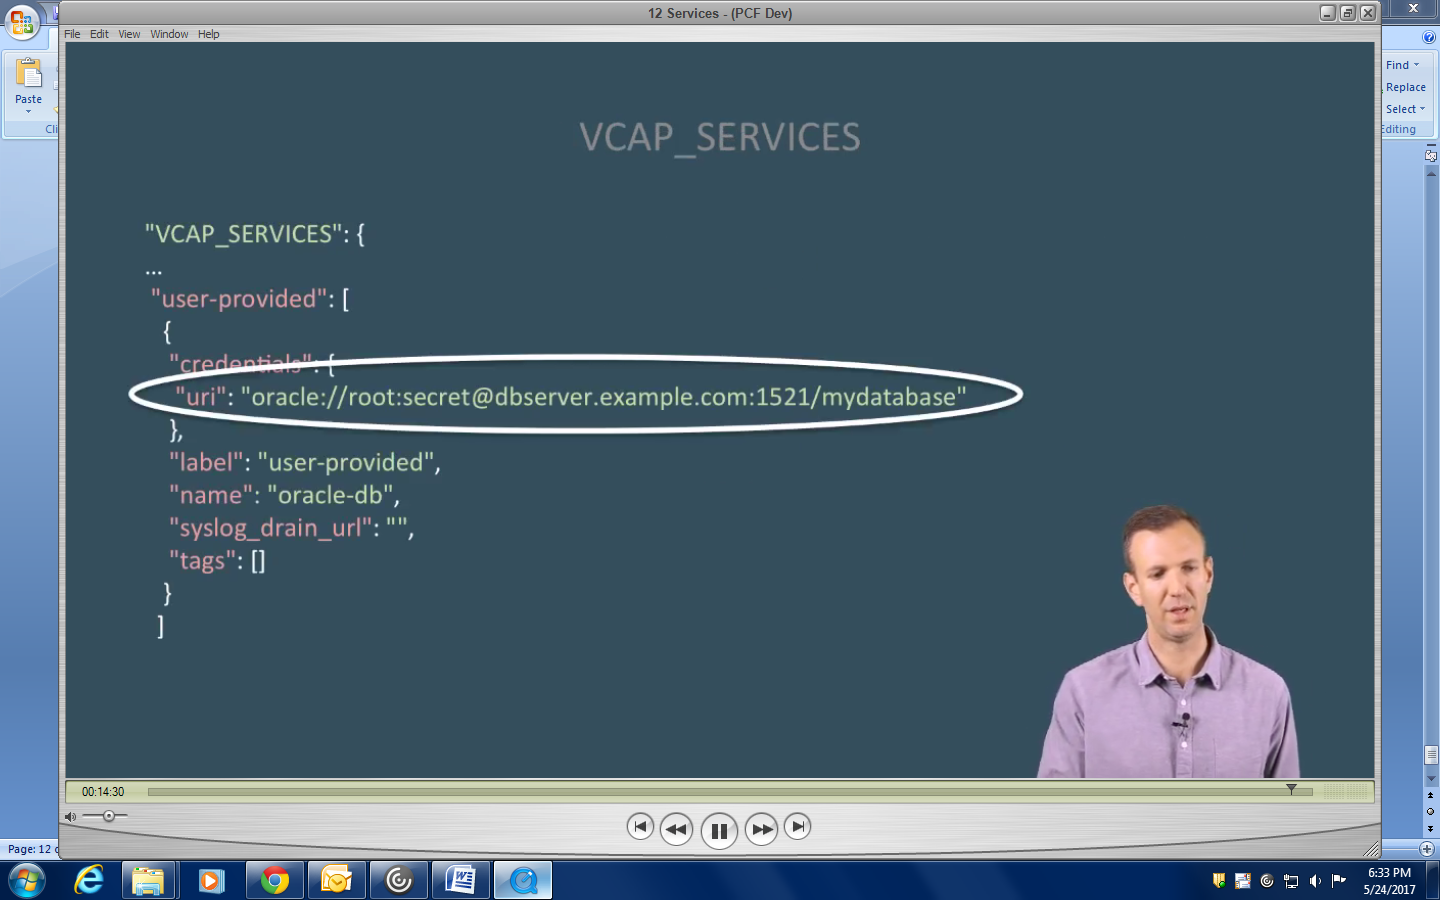 12 Services - (PCF Dev)
File Edit View Window Help
Paste
Cli
Find
Replace
Select
Editing
VCAP_SERVICES
"VCAP_SERVICES": {
...
"user-provided": [
{
"credentials": {
"uri": "oracle://root:secret@dbserver.example.com:1521/mydatabase"
},
"label": "user-provided",
"name": "oracle-db",
"syslog_drain_url": "",
"tags": []
}
]
00:14:30
Page: 12 o
6:33 PM
5/24/2017